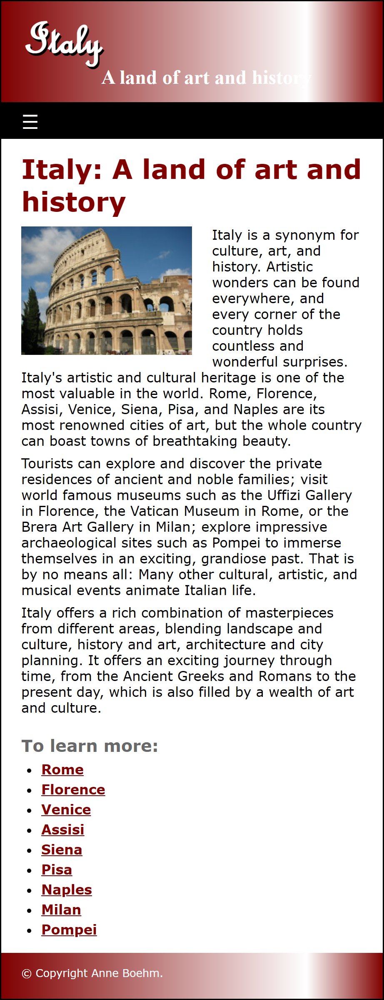 Italy
A land of art and history
Italy: A land of art and
history
Italy is a synonym for
culture, art, and
history. Artistic
wonders can be found
everywhere, and
every corner of the
country holds
countless and
wonderful surprises.
Italy's artistic and cultural heritage is one of the
most valuable in the world. Rome, Florence,
Assisi, Venice, Siena, Pisa, and Naples are its
most renowned cities of art, but the whole country
can boast towns of breathtaking beauty.
Tourists can explore and discover the private
residences of ancient and noble families; visit
world famous museums such as the Uffizi Gallery
in Florence, the Vatican Museum in Rome, or the
Brera Art Gallery in Milan; explore impressive
archaeological sites such as Pompei to immerse
themselves in an exciting, grandiose past. That is
by no means all: Many other cultural, artistic, and
musical events animate Italian life.
Italy offers a rich combination of masterpieces
from different areas, blending landscape and
culture, history and art, architecture and city
planning. It offers an exciting journey through
time, from the Ancient Greeks and Romans to the
present day, which is also filled by a wealth of art
and culture.
To learn more:
• Rome
• Florence
• Venice
• Assisi
• Siena
• Pisa
• Naples
• Milan
• Pompei
© Copyright Anne Boehm.